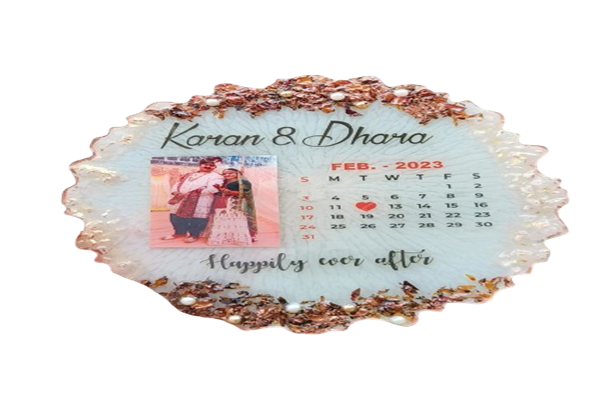 Karan & Dhara
FEB. - 2023
S M T W T F S
1 2
3 4 5 6 7 8 9
10 11 13 14 15 16
17 18 19 20 21 22 23
24 25 26 27 28 29 30
31
Happily ever after